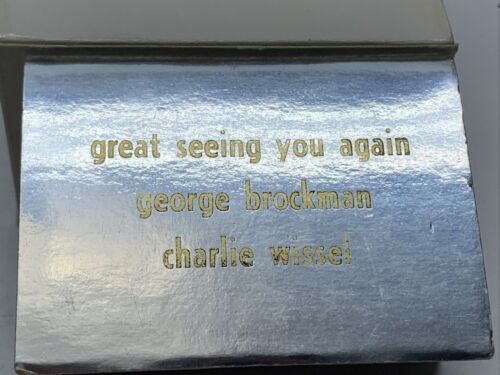 great seeing you again
george brockman
charlie wissel